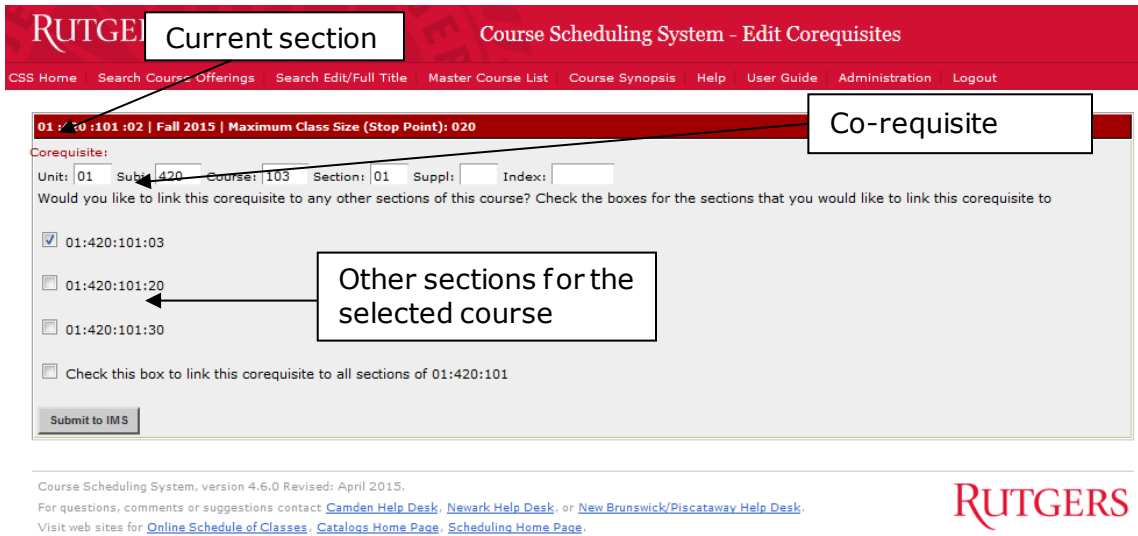 RUTGE
Current section
Course Scheduling System - Edit Corequisites
CSS Home Search Course Offerings Search Edit/Full Title Master Course List Course Synopsis Help User Guide Administration Logout
01 : 20 :101 :02 | Fall 2015 | Maximum Class Size (Stop Point): 020
Co-requisite
Corequisite:
Unit: 01 Subj: 420 Course: 103 Section: 01 Suppl: Index:
Would you like to link this corequisite to any other sections of this course? Check the boxes for the sections that you would like to link this corequisite to
01:420:101:03
01:420:101:20
Other sections for the
selected course
01:420:101:30
Check this box to link this corequisite to all sections of 01:420:101
Submit to IMS
Course Scheduling System, version 4.6.0 Revised: April 2015.
For questions, comments or suggestions contact Camden Help Desk, Newark Help Desk, or New Brunswick/Piscataway Help Desk.
Visit web sites for Online Schedule of Classes, Catalogs Home Page, Scheduling Home Page.
RUTGERS